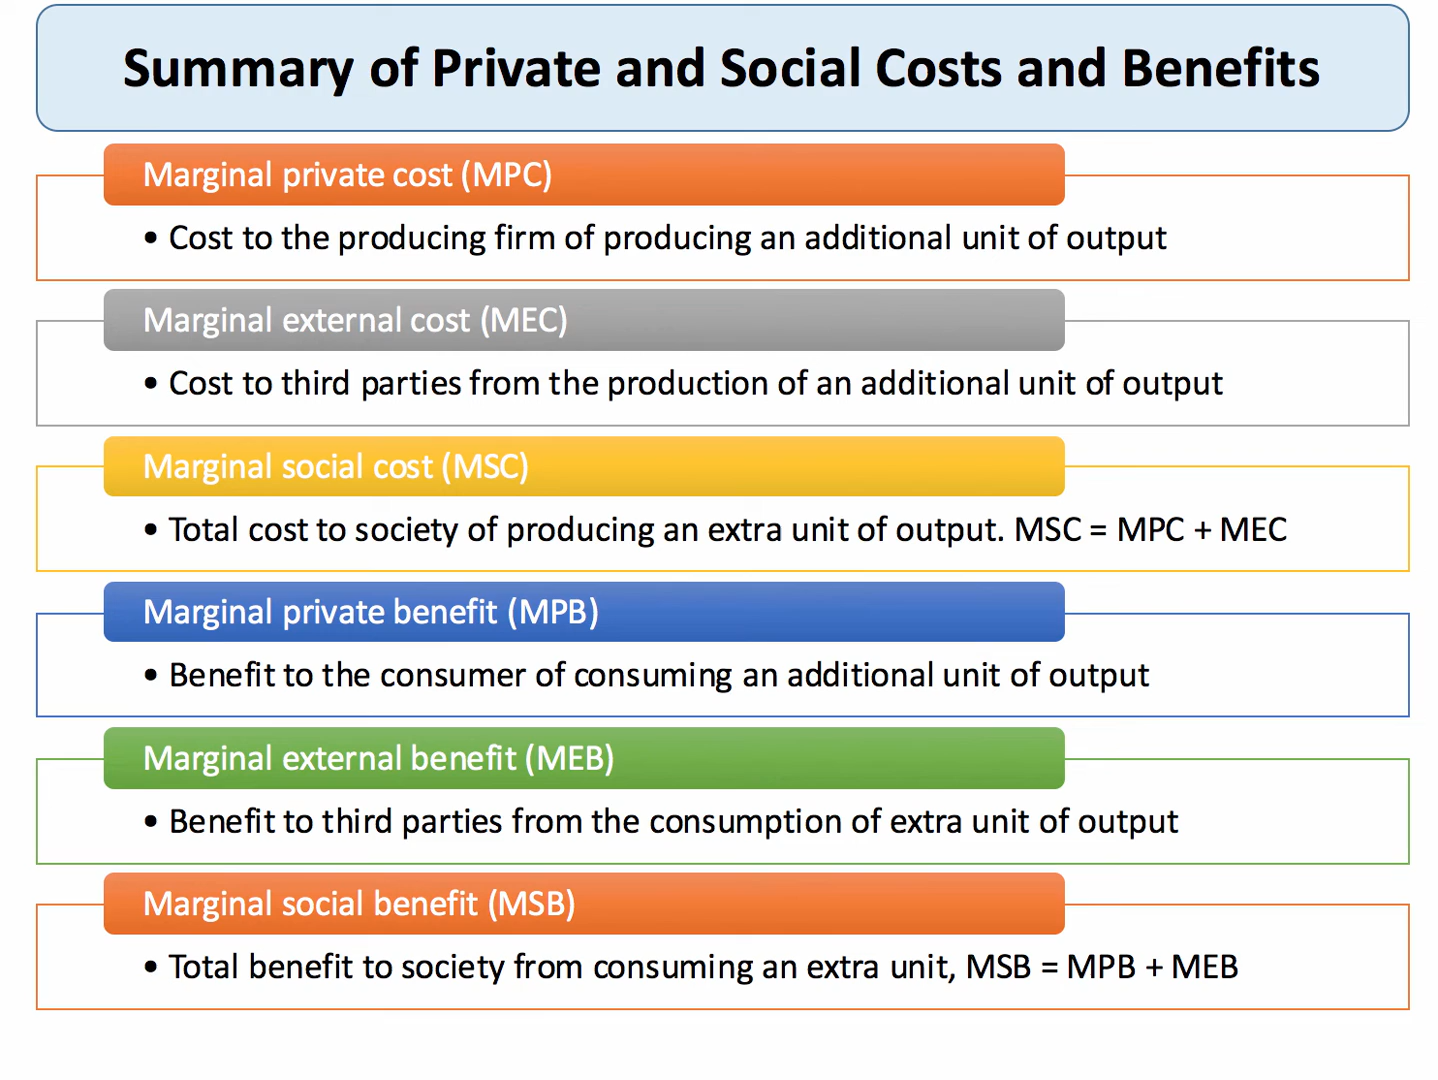 Summary of Private and Social Costs and Benefits
Marginal private cost (MPC)
• Cost to the producing firm of producing an additional unit of output
Marginal external cost (MEC)
• Cost to third parties from the production of an additional unit of output
Marginal social cost (MSC)
• Total cost to society of producing an extra unit of output. MSC = MPC + MEC
Marginal private benefit (MPB)
• Benefit to the consumer of consuming an additional unit of output
Marginal external benefit (MEB)
• Benefit to third parties from the consumption of extra unit of output
Marginal social benefit (MSB)
• Total benefit to society from consuming an extra unit, MSB = MPB + MEB